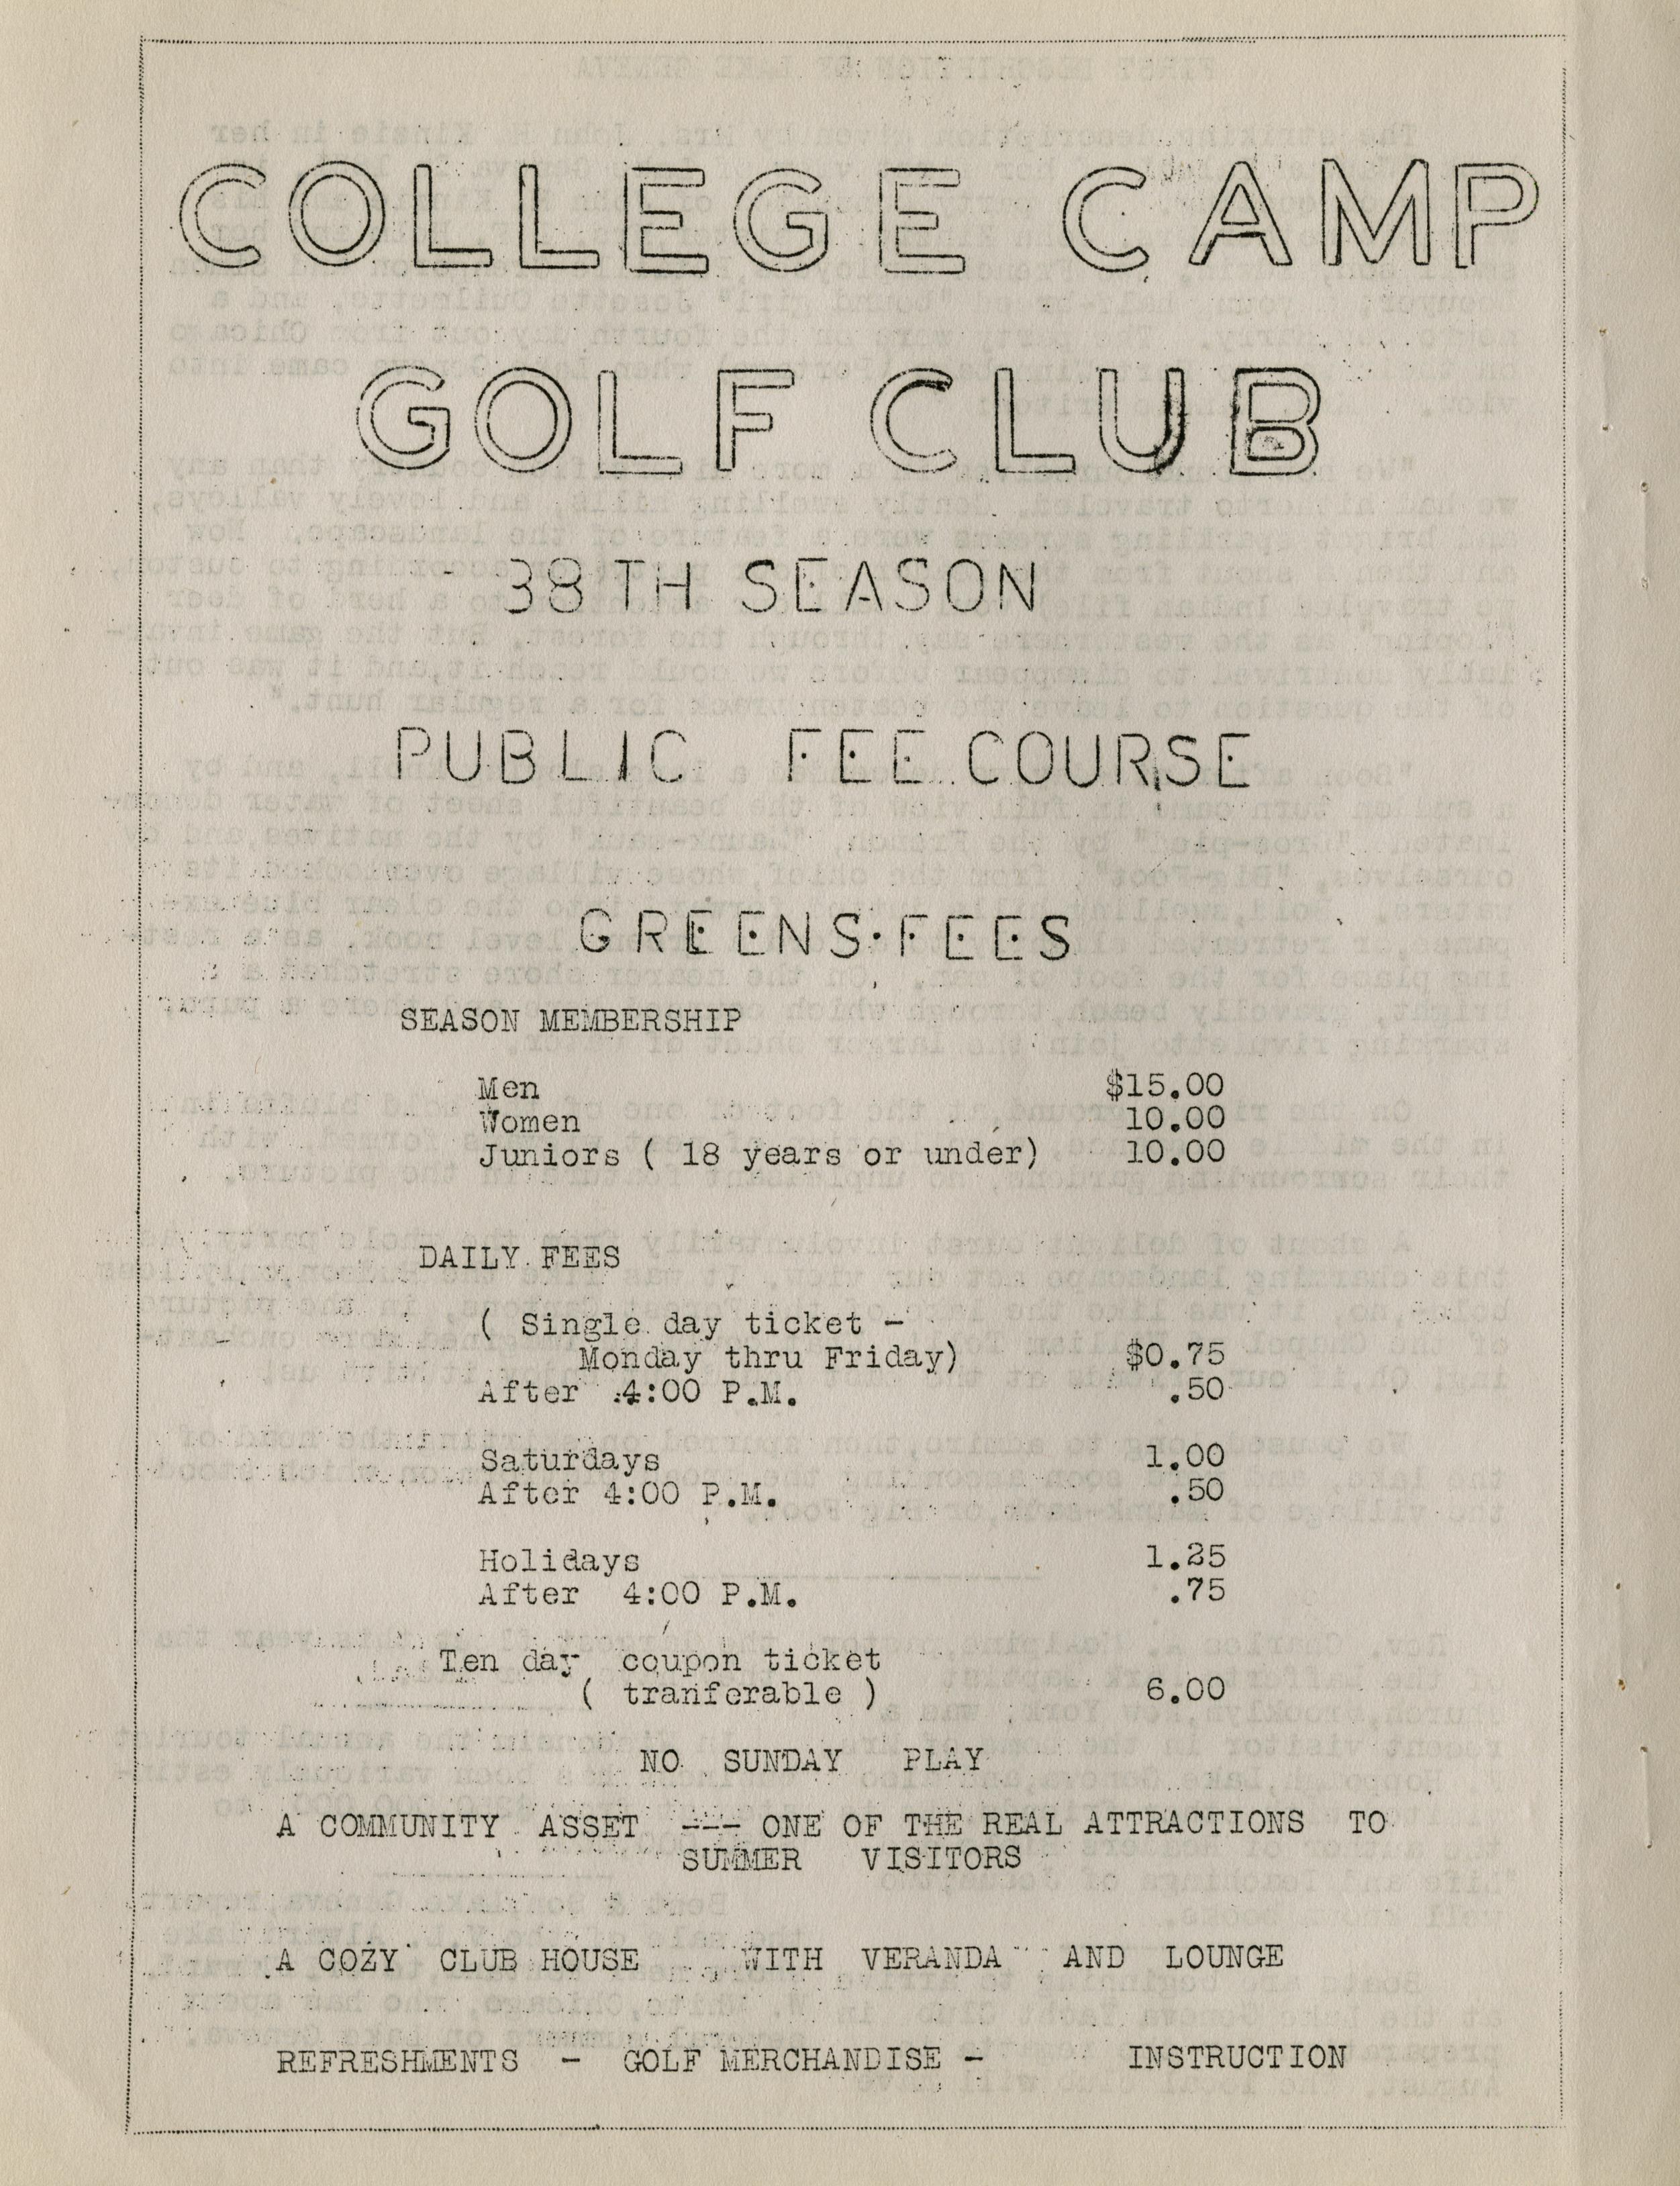 COLLEGE CAMP
GOLF CLUB
38TH SEASON
PUBLIC FEE COURSE
GREENS FEES
SEASON MEMBERSHIP
Men $15.00
Women 10.00
Juniors ( 18 years or under) 10.00
DAILY FEES
( Single day ticket -
Monday thru Friday) $0.75
After 4:00 P.M. .50
Saturdays 1.00
After 4:00 P.M. .50
Holidays 1.25
After 4:00 P.M. .75
Ten day coupon ticket
( tranferable ) 6.00
NO SUNDAY PLAY
A COMMUNITY ASSET --- ONE OF THE REAL ATTRACTIONS TO
SUMMER VISITORS
A COZY CLUB HOUSE WITH VERANDA AND LOUNGE
REFRESHMENTS - GOLF MERCHANDISE - INSTRUCTION